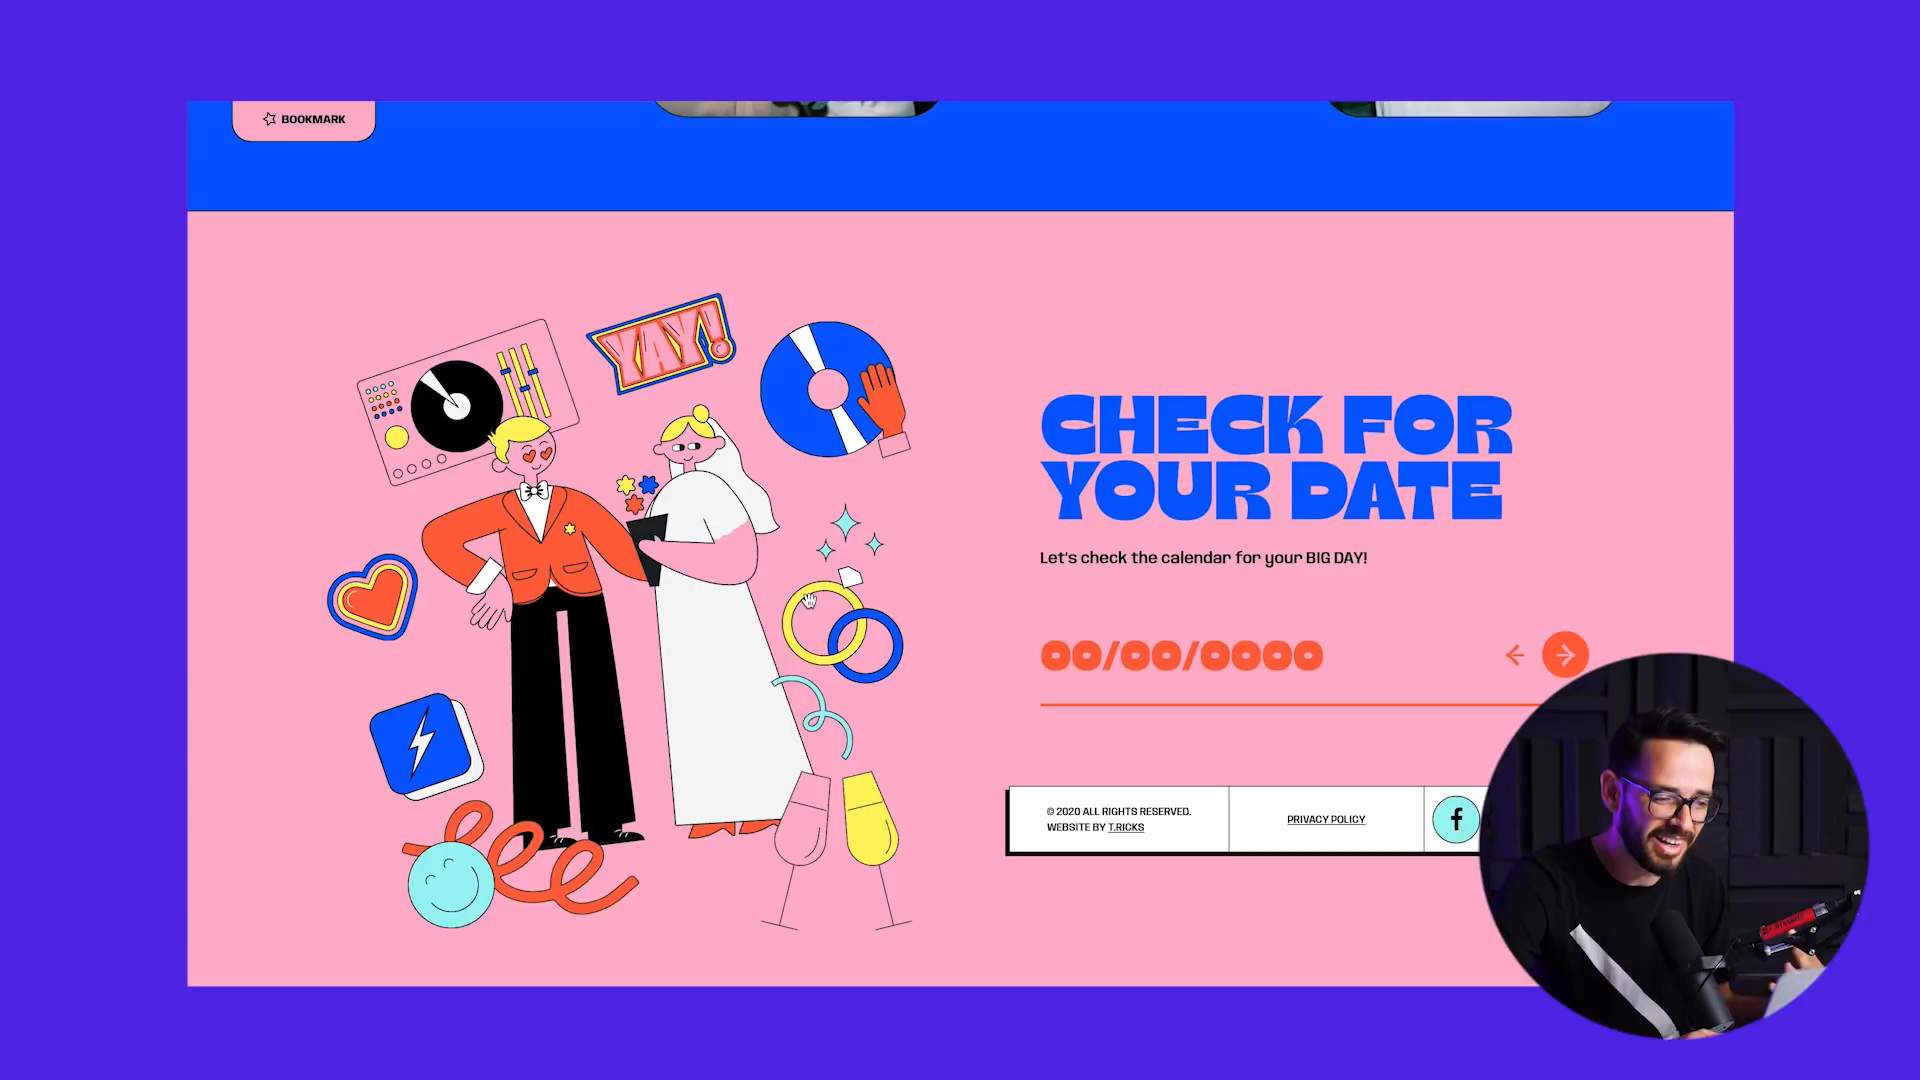 BOOKMARK
YAY!
CHECK FOR
YOUR DATE
Let's check the calendar for your BIG DAY!
00/00/0000
© 2020 ALL RIGHTS RESERVED.
WEBSITE BY T.RICKS
PRIVACY POLICY